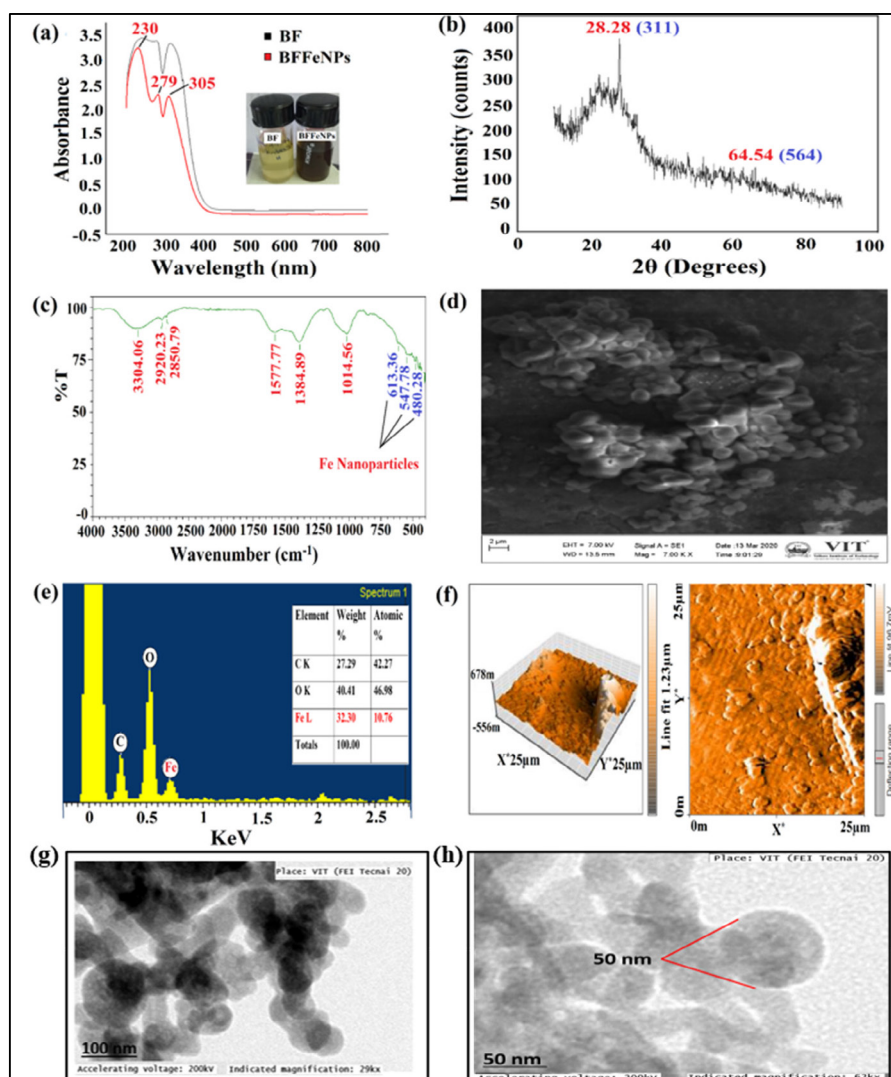 (a)
230
BF
BFFeNPs
279
305
BF
BFFeNPs
3.5
3.0
2.5
2.0
1.5
1.0
0.5
0.0
-0.5
Absorbance
200 300 400 500 600 700 800
Wavelength (nm)
(b)
28.28 (311)
64.54 (564)
400
350
300
250
200
150
100
50
0
Intensity (counts)
0 20 40 60 80 100
2θ (Degrees)
(c)
100
75
50
25
-0
%T
3304.06
2920.23
2850.79
1577.77
1384.89
1014.56
613.36
547.78
480.28
Fe Nanoparticles
4000 3500 3000 2500 2000 1750 1500 1250 1000 750 500
Wavenumber (cm-1)
(d)
2 µm
EHT = 7.00 kV
Signal A = SE1
Date :13 Mar 2020
VIT
WD = 13.5 mm
Mag = 7.00 K X
Time :9:01:29
(e)
Spectrum 1
Element Weight % Atomic %
C K 27.29 42.27
O K 40.41 46.98
Fe L 32.30 10.76
Totals 100.00
C
O
Fe
0 0.5 1 1.5 2 2.5
KeV
(f)
678m
-556m
X*25µm
Y*25µm
Line fit 1.23µm
25µm
Y*
0m
0m X* 25µm
(g)
Place: VIT (FEI Tecnai 20)
100 nm
Accelerating voltage: 200kV Indicated magnification: 29kx
(h)
Place: VIT (FEI Tecnai 20)
50 nm
50 nm
Accelerating voltage: 200kV Indicated magnification: